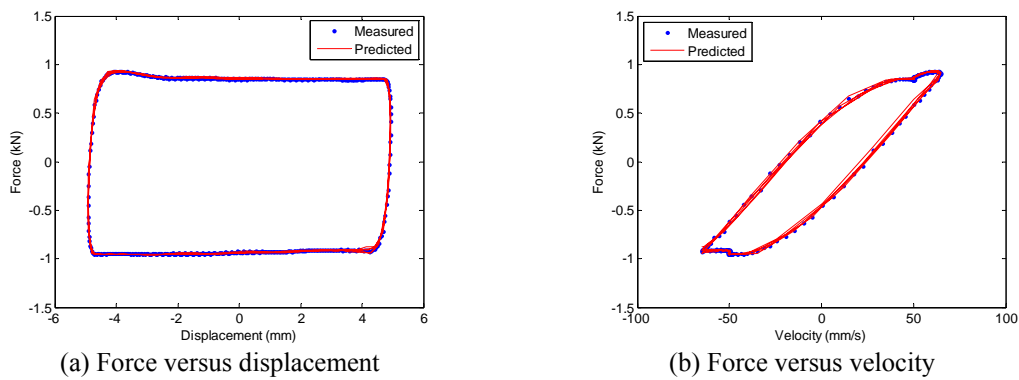 Measured
Predicted
1.5
1
0.5
0
-0.5
-1
-1.5
Force (kN)
-6
-4
-2
0
2
4
6
Displacement (mm)
(a) Force versus displacement
Measured
Predicted
1.5
1
0.5
0
-0.5
-1
-1.5
Force (kN)
-100
-50
0
50
100
Velocity (mm/s)
(b) Force versus velocity